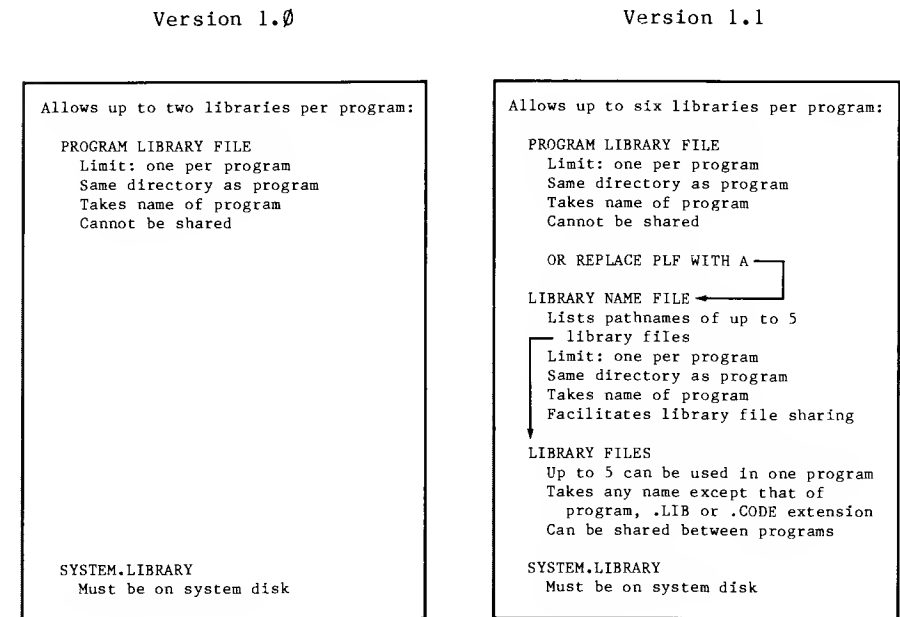 Version 1.0
Allows up to two libraries per program:
PROGRAM LIBRARY FILE
Limit: one per program
Same directory as program
Takes name of program
Cannot be shared
SYSTEM.LIBRARY
Must be on system disk
Version 1.1
Allows up to six libraries per program:
PROGRAM LIBRARY FILE
Limit: one per program
Same directory as program
Takes name of program
Cannot be shared
OR REPLACE PLF WITH A
LIBRARY NAME FILE
Lists pathnames of up to 5
library files
Limit: one per program
Same directory as program
Takes name of program
Facilitates library file sharing
LIBRARY FILES
Up to 5 can be used in one program
Takes any name except that of
program, .LIB or .CODE extension
Can be shared between programs
SYSTEM.LIBRARY
Must be on system disk